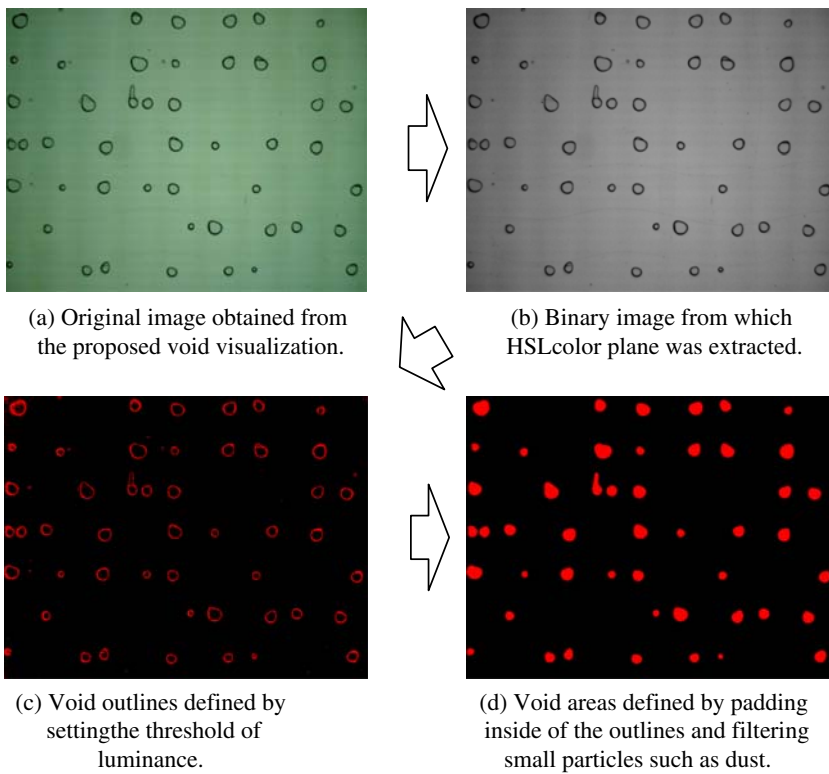 (a) Original image obtained from
the proposed void visualization.
(b) Binary image from which
HSLcolor plane was extracted.
(c) Void outlines defined by
settingthe threshold of
luminance.
(d) Void areas defined by padding
inside of the outlines and filtering
small particles such as dust.